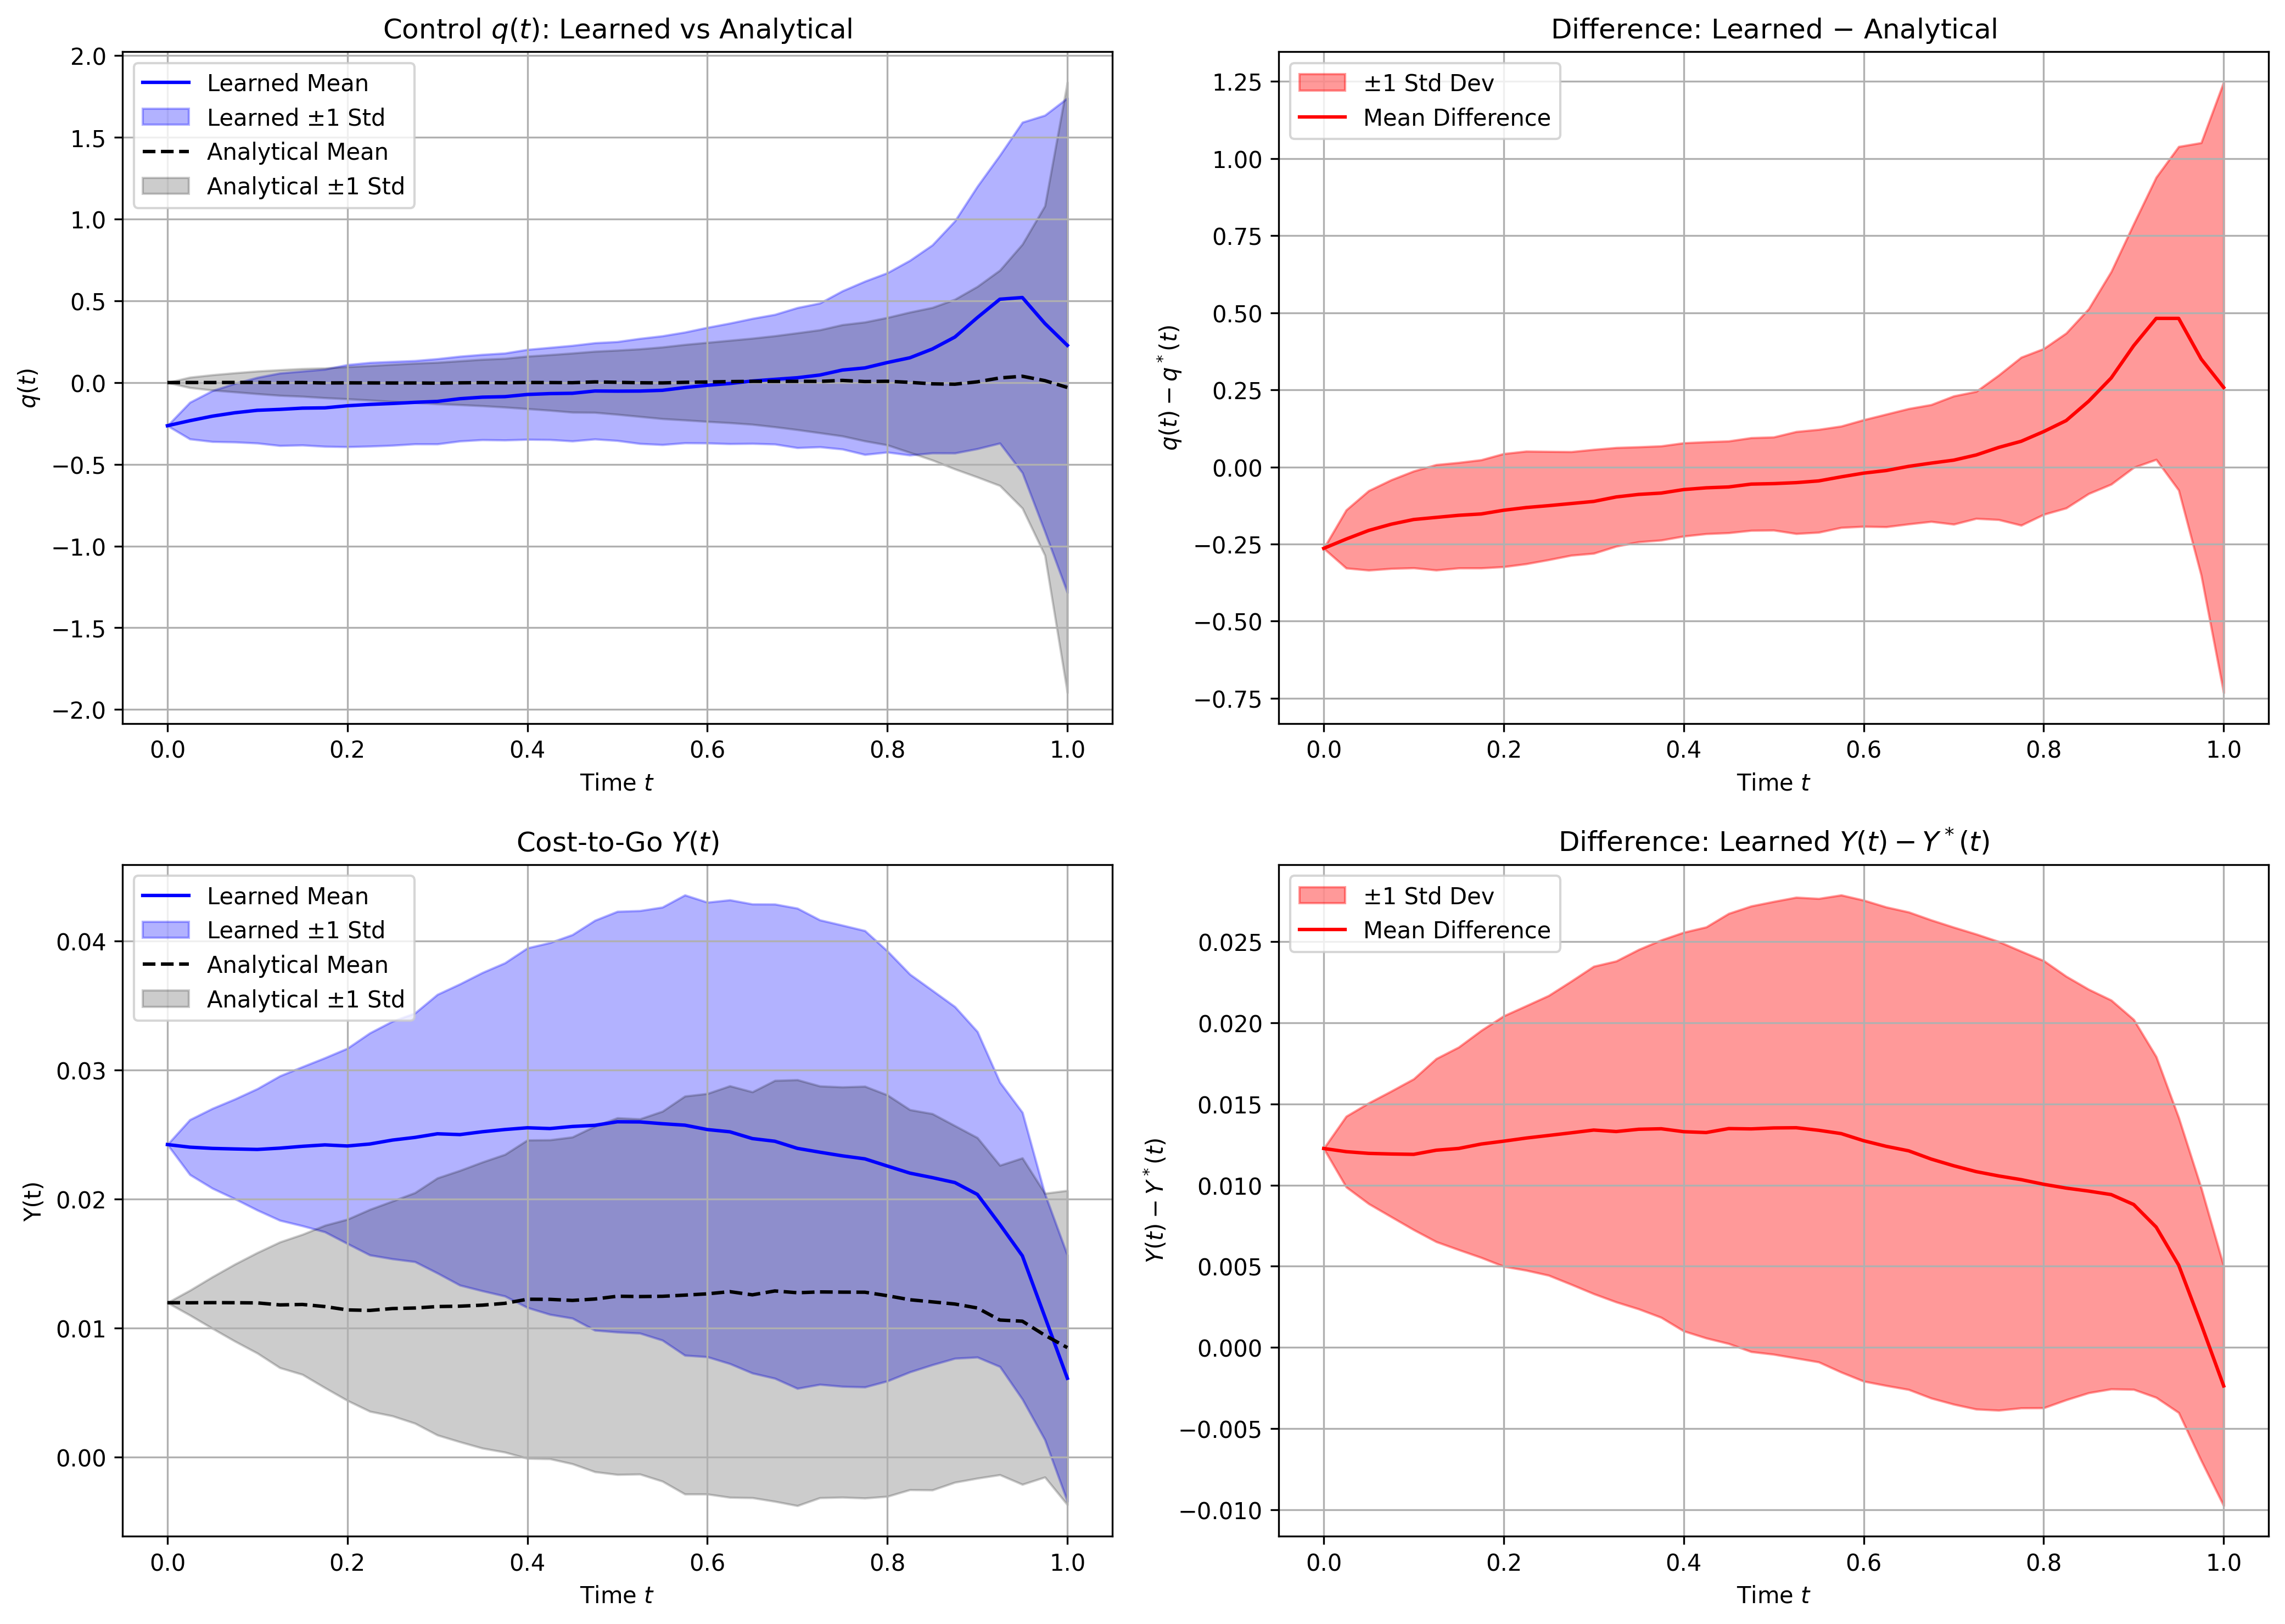 Control q(t): Learned vs Analytical
Learned Mean
Learned ±1 Std
Analytical Mean
Analytical ±1 Std
2.0
1.5
1.0
0.5
0.0
−0.5
−1.0
−1.5
−2.0
q(t)
0.0 0.2 0.4 0.6 0.8 1.0
Time t
Difference: Learned − Analytical
±1 Std Dev
Mean Difference
1.25
1.00
0.75
0.50
0.25
0.00
−0.25
−0.50
−0.75
q(t) − q*(t)
0.0 0.2 0.4 0.6 0.8 1.0
Time t
Cost-to-Go Y(t)
Learned Mean
Learned ±1 Std
Analytical Mean
Analytical ±1 Std
0.04
0.03
0.02
0.01
0.00
Y(t)
0.0 0.2 0.4 0.6 0.8 1.0
Time t
Difference: Learned Y(t) − Y*(t)
±1 Std Dev
Mean Difference
0.025
0.020
0.015
0.010
0.005
0.000
−0.005
−0.010
Y(t) − Y*(t)
0.0 0.2 0.4 0.6 0.8 1.0
Time t